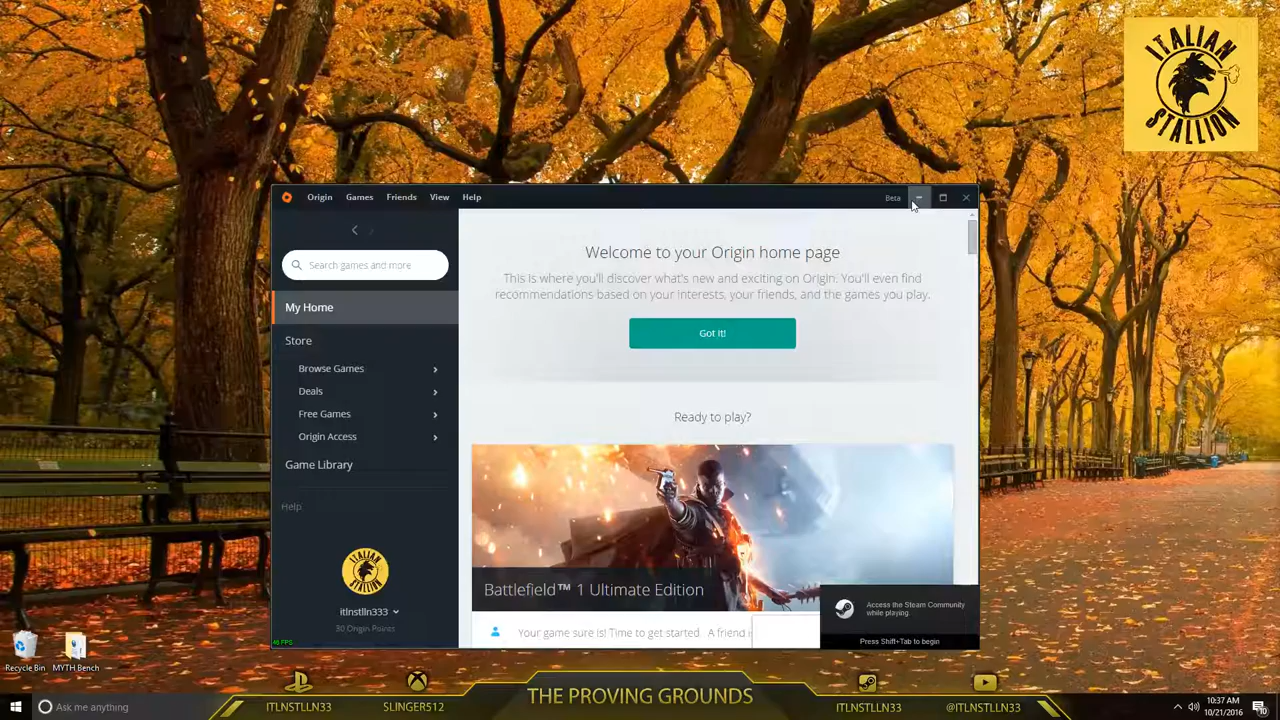 ITALIAN
STALLION
Origin Games Friends View Help
Beta
Search games and more
My Home
Store
Browse Games
Deals
Free Games
Origin Access
Game Library
Help
ITALIAN
STALLION
itlnstlln333
30 Origin Points
Welcome to your Origin home page
This is where you'll discover what's new and exciting on Origin. You'll even find
recommendations based on your interests, your friends, and the games you play.
Got It!
Ready to play?
Battlefield™ 1 Ultimate Edition
Your game sure is! Time to get started. A friend i
Access the Steam Community
while playing.
Press Shift+Tab to begin
48 FPS
Recycle Bin
MYTH Bench
ITLNSTLLN33
SLINGER512
THE PROVING GROUNDS
ITLNSTLLN33
@ITLNSTLLN33
Ask me anything
10:37 AM
10/21/2016
10